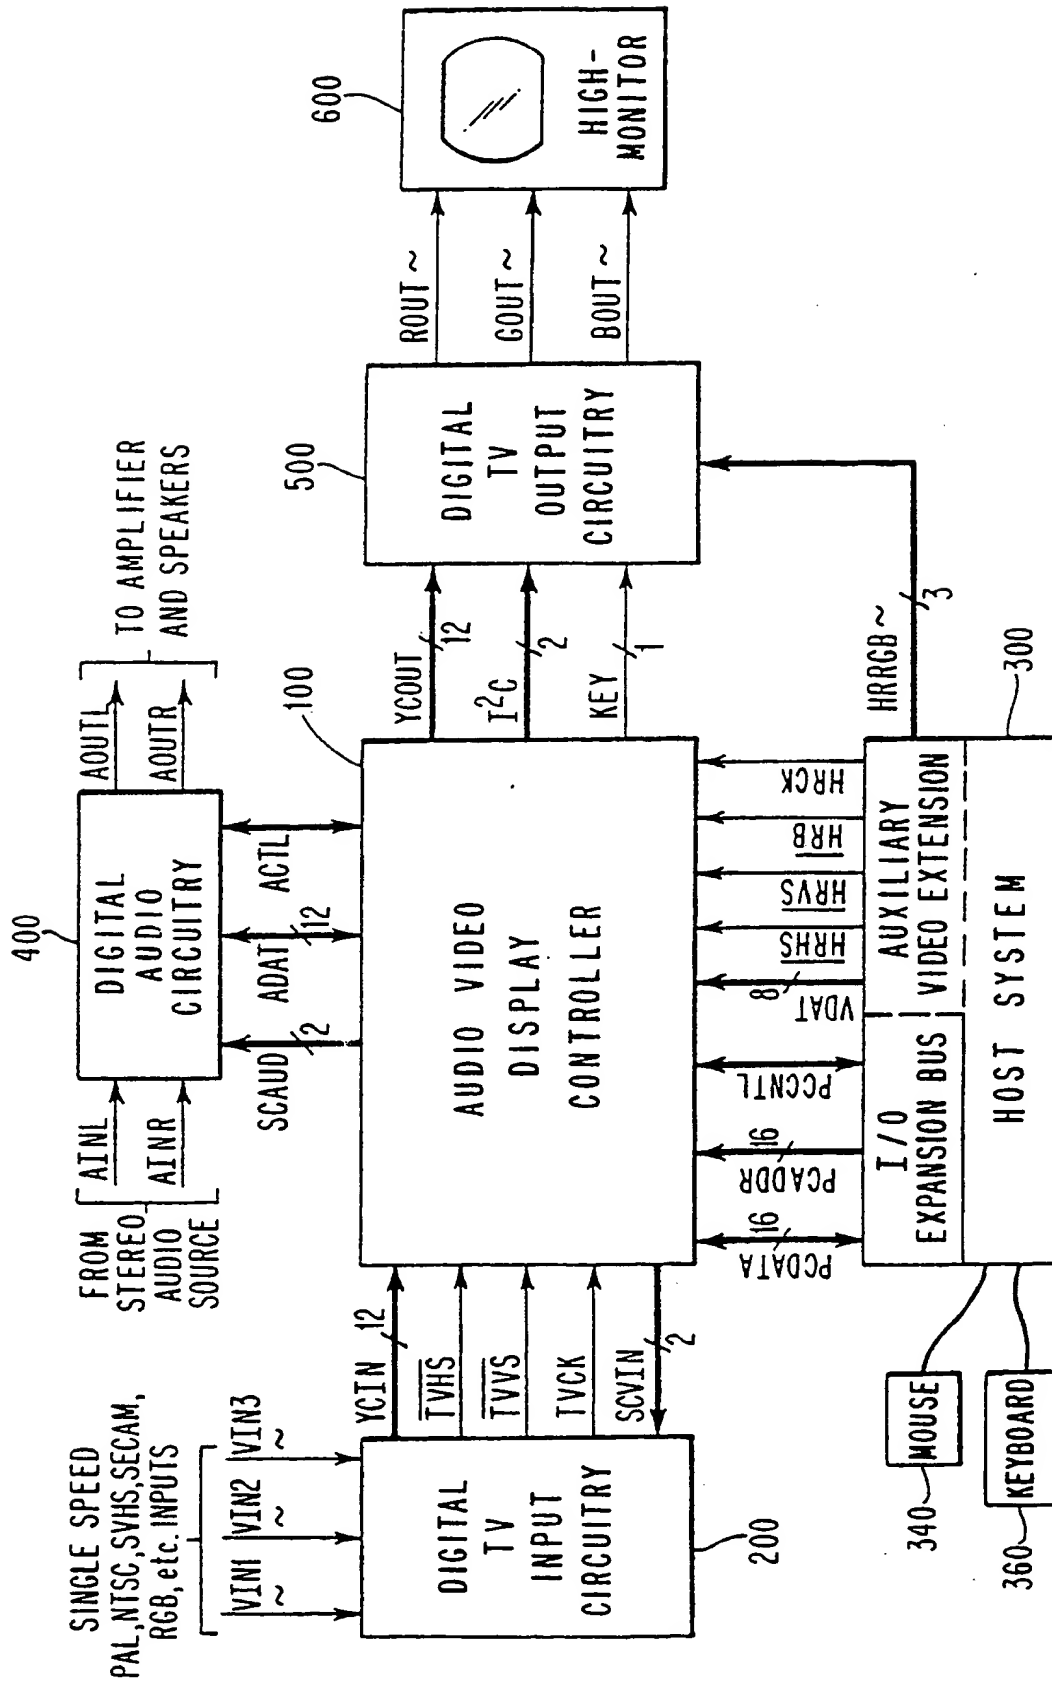 SINGLE SPEED
PAL,NTSC,SVHS,SECAM,
RGB,etc.INPUTS
VIN1
~
VIN2
~
VIN3
~
DIGITAL
TV
INPUT
CIRCUITRY
200
YCIN
12
TVHS
TVVS
TVCK
SCVIN
2
FROM
STEREO
AUDIO
SOURCE
AINL
AINR
400
DIGITAL
AUDIO
CIRCUITRY
AOUTL
AOUTR
TO AMPLIFIER
AND SPEAKERS
SCAUD
2
ADAT
12
ACTL
100
AUDIO VIDEO
DISPLAY
CONTROLLER
YCOUT
12
I²C
2
KEY
1
500
DIGITAL
TV
OUTPUT
CIRCUITRY
ROUT~
GOUT~
BOUT~
600
HIGH-
MONITOR
PCDATA
16
PCADDR
16
PCCNTL
VDAT
8
HRHS
HRVS
HRB
HRCK
HRRGB~
3
I/O
EXPANSION BUS
AUXILIARY
VIDEO EXTENSION
HOST SYSTEM
300
MOUSE
340
KEYBOARD
360